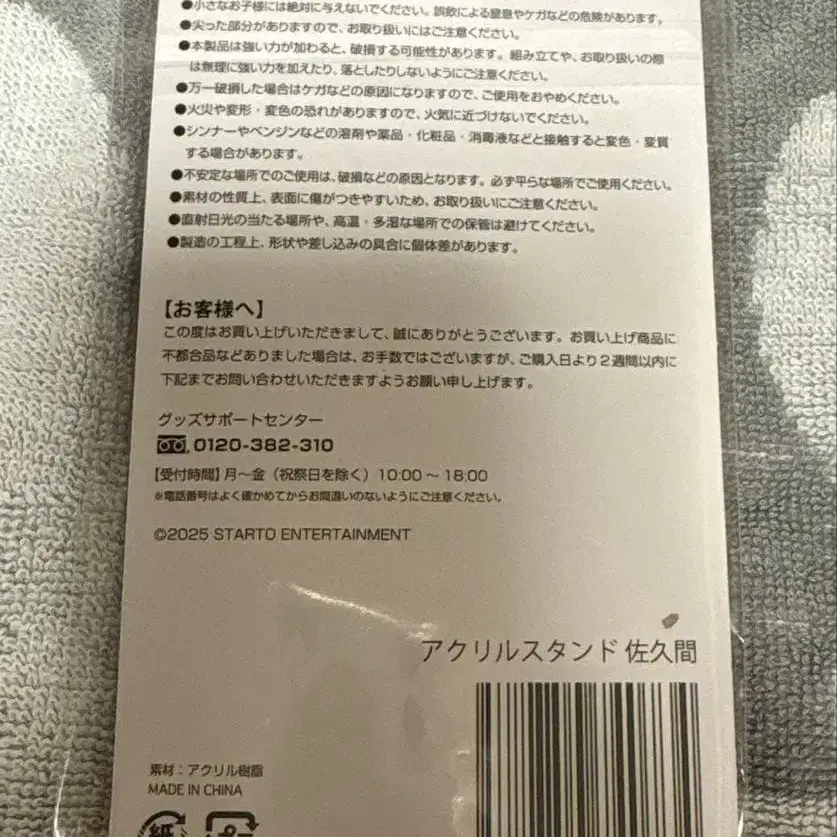 ●小さなお子様には絶対に与えないでください。誤飲による窒息やケガなどの危険があります。
●尖った部分がありますので、お取り扱いにはご注意ください。
●本製品は強い力が加わると、破損する可能性があります。組み立てや、お取り扱いの際
は無理に強い力を加えたり、落としたりしないようにご注意ください。
●万一破損した場合はケガなどの原因になりますので、ご使用をおやめください。
●火災や変形・変色の恐れがありますので、火気に近づけないでください。
●シンナーやベンジンなどの溶剤や薬品・化粧品・消毒液などと接触すると変色・変質
する場合があります。
●不安定な場所でのご使用は、破損などの原因となります。必ず平らな場所でご使用ください。
●素材の性質上、表面に傷がつきやすいため、お取り扱いにご注意ください。
●直射日光の当たる場所や、高温・多湿な場所での保管は避けてください。
●製造の工程上、形状や差し込みの具合に個体差があります。
【お客様へ】
この度はお買い上げいただきまして、誠にありがとうございます。お買い上げ商品に
不都合品などありました場合は、お手数ではございますが、ご購入日より2週間以内に
下記までお問い合わせいただきますようお願い申し上げます。
グッズサポートセンター
0120-382-310
【受付時間】月〜金（祝祭日を除く）10:00 〜 18:00
※電話番号はよく確かめてからお間違いのないようにご注意ください。
©2025 STARTO ENTERTAINMENT
アクリルスタンド 佐久間
素材：アクリル樹脂
MADE IN CHINA
紙